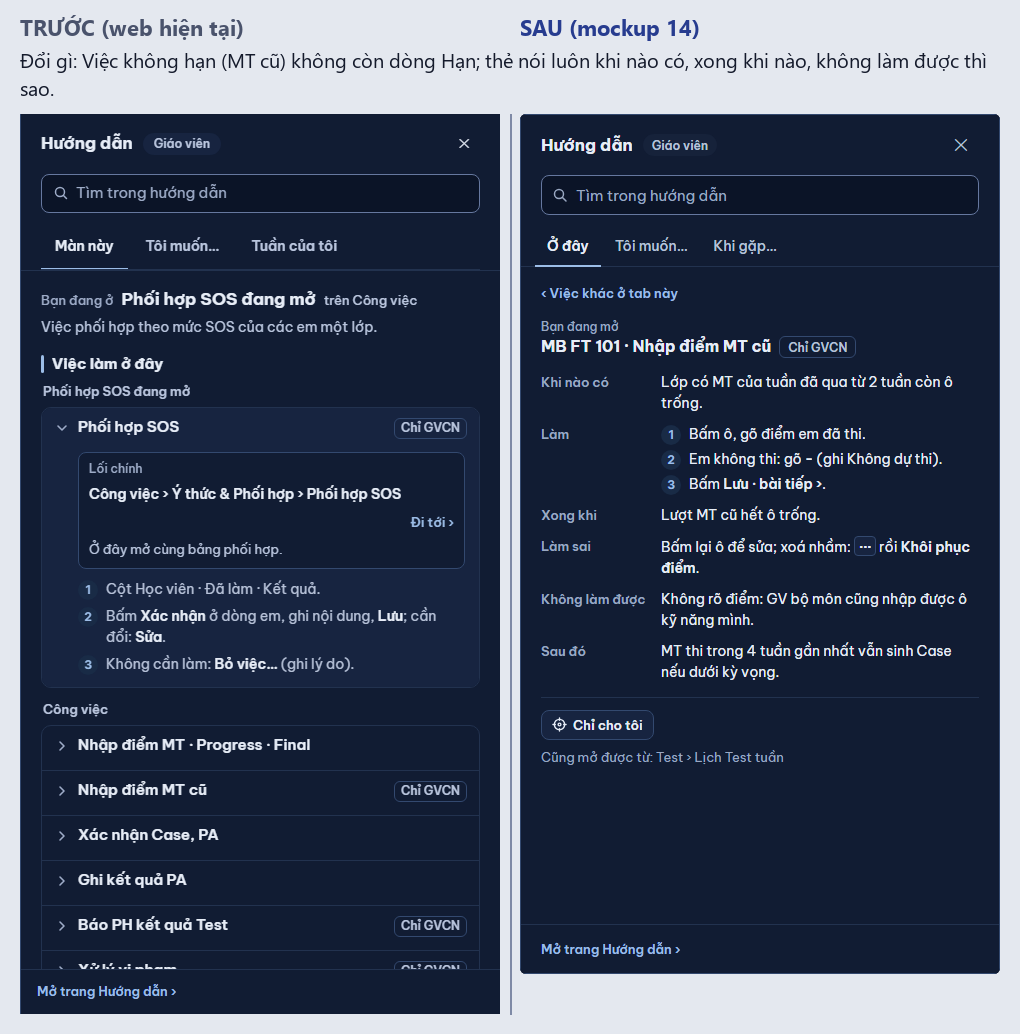 TRƯỚC (web hiện tại)
SAU (mockup 14)
Đổi gì: Việc không hạn (MT cũ) không còn dòng Hạn; thẻ nói luôn khi nào có, xong khi nào, không làm được thì
sao.
Hướng dẫn
Giáo viên
Tìm trong hướng dẫn
Màn này
Tôi muốn...
Tuần của tôi
Bạn đang ở Phối hợp SOS đang mở trên Công việc
Việc phối hợp theo mức SOS của các em một lớp.
Việc làm ở đây
Phối hợp SOS đang mở
Phối hợp SOS
Chỉ GVCN
Lối chính
Công việc › Ý thức & Phối hợp › Phối hợp SOS
Đi tới ›
Ở đây mở cùng bảng phối hợp.
1 Cột Học viên · Đã làm · Kết quả.
2 Bấm Xác nhận ở dòng em, ghi nội dung, Lưu; cần
đổi: Sửa.
3 Không cần làm: Bỏ việc... (ghi lý do).
Công việc
Nhập điểm MT · Progress · Final
Nhập điểm MT cũ
Chỉ GVCN
Xác nhận Case, PA
Ghi kết quả PA
Báo PH kết quả Test
Chỉ GVCN
Mở trang Hướng dẫn ›
Hướng dẫn
Giáo viên
Tìm trong hướng dẫn
Ở đây
Tôi muốn...
Khi gặp...
‹ Việc khác ở tab này
Bạn đang mở
MB FT 101 · Nhập điểm MT cũ
Chỉ GVCN
Khi nào có
Lớp có MT của tuần đã qua từ 2 tuần còn ô
trống.
Làm
1 Bấm ô, gõ điểm em đã thi.
2 Em không thi: gõ - (ghi Không dự thi).
3 Bấm Lưu · bài tiếp ›.
Xong khi
Lượt MT cũ hết ô trống.
Làm sai
Bấm lại ô để sửa; xoá nhầm: ··· rồi Khôi phục
điểm.
Không làm được
Không rõ điểm: GV bộ môn cũng nhập được ô
kỹ năng mình.
Sau đó
MT thi trong 4 tuần gần nhất vẫn sinh Case
nếu dưới kỳ vọng.
Chỉ cho tôi
Cũng mở được từ: Test › Lịch Test tuần
Mở trang Hướng dẫn ›